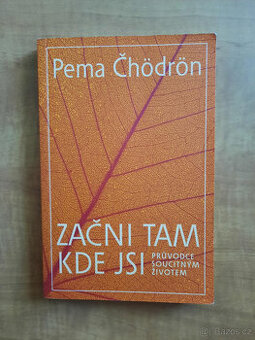 Pema Čhödrön
ZAČNI TAM
KDE JSI
PRŮVODCE
SOUCITNÝM
ŽIVOTEM